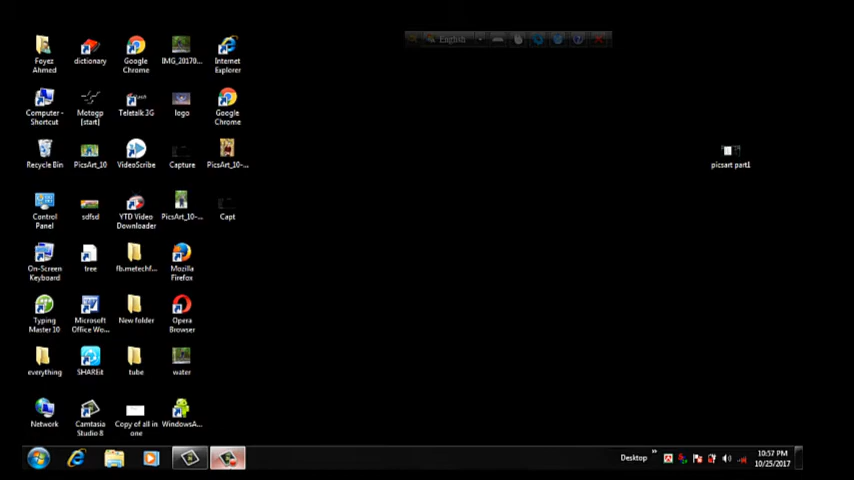 English
Foyez
Ahmed
dictionary
Google
Chrome
IMG_20170...
Internet
Explorer
Computer -
Shortcut
Motogp
[start]
Teletalk 3G
logo
Google
Chrome
Recycle Bin
PicsArt_10
VideoScribe
Capture
PicsArt_10-...
picsart part1
Control
Panel
sdfsd
YTD Video
Downloader
PicsArt_10-...
Capt
On-Screen
Keyboard
tree
fb.metechf...
Mozilla
Firefox
Typing
Master 10
Microsoft
Office Wo...
New folder
Opera
Browser
everything
SHAREit
tube
water
Network
Camtasia
Studio 8
Copy of all in
one
WindowsA...
Desktop
10:57 PM
10/25/2017